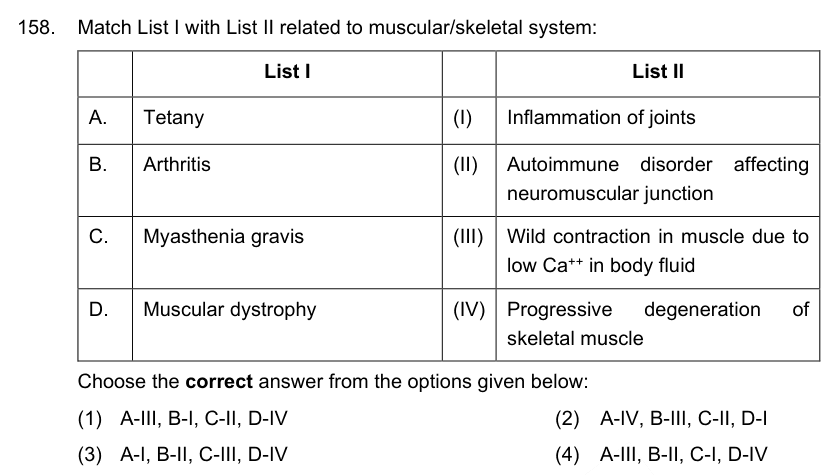 158. Match List I with List II related to muscular/skeletal system:
List I List II
A. Tetany (I) Inflammation of joints
B. Arthritis (II) Autoimmune disorder affecting
neuromuscular junction
C. Myasthenia gravis (III) Wild contraction in muscle due to
low Ca⁺⁺ in body fluid
D. Muscular dystrophy (IV) Progressive degeneration of
skeletal muscle
Choose the correct answer from the options given below:
(1) A-III, B-I, C-II, D-IV (2) A-IV, B-III, C-II, D-I
(3) A-I, B-II, C-III, D-IV (4) A-III, B-II, C-I, D-IV